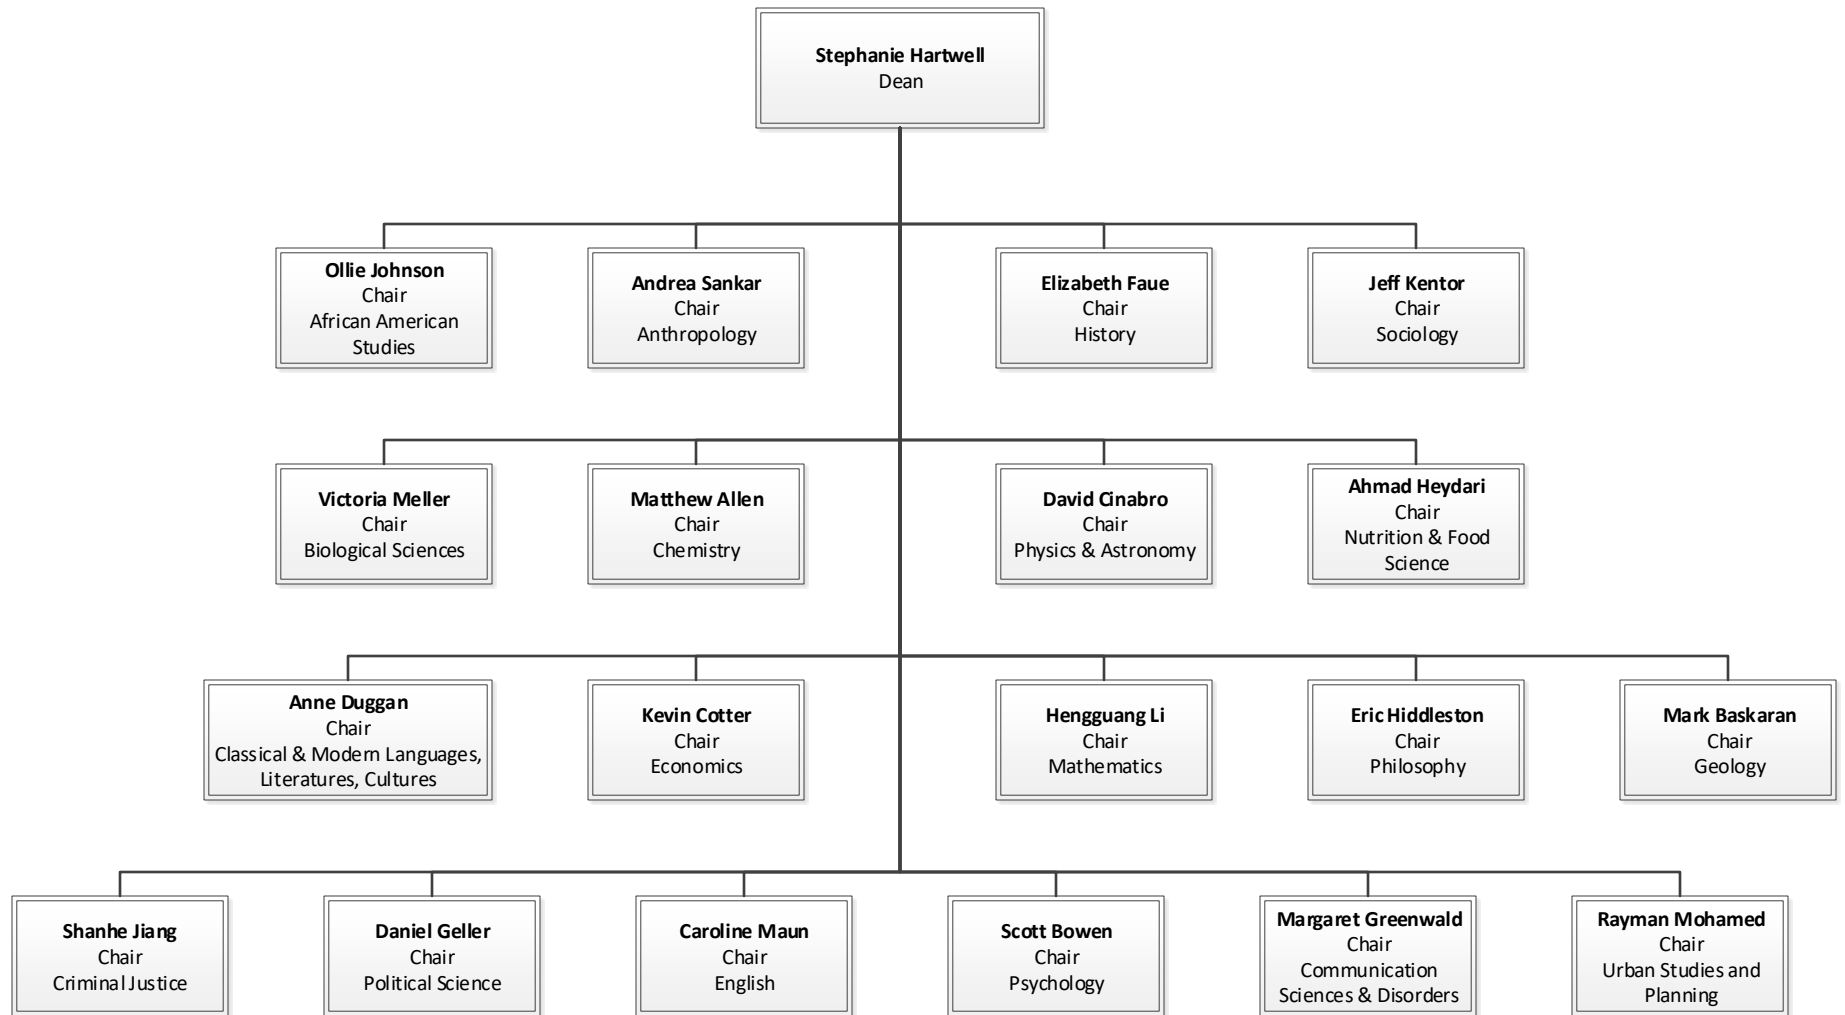 Stephanie Hartwell
Dean
Ollie Johnson
Chair
African American
Studies
Andrea Sankar
Chair
Anthropology
Elizabeth Faue
Chair
History
Jeff Kentor
Chair
Sociology
Victoria Meller
Chair
Biological Sciences
Matthew Allen
Chair
Chemistry
David Cinabro
Chair
Physics & Astronomy
Ahmad Heydari
Chair
Nutrition & Food
Science
Anne Duggan
Chair
Classical & Modern Languages,
Literatures, Cultures
Kevin Cotter
Chair
Economics
Hengguang Li
Chair
Mathematics
Eric Hiddleston
Chair
Philosophy
Mark Baskaran
Chair
Geology
Shanhe Jiang
Chair
Criminal Justice
Daniel Geller
Chair
Political Science
Caroline Maun
Chair
English
Scott Bowen
Chair
Psychology
Margaret Greenwald
Chair
Communication
Sciences & Disorders
Rayman Mohamed
Chair
Urban Studies and
Planning